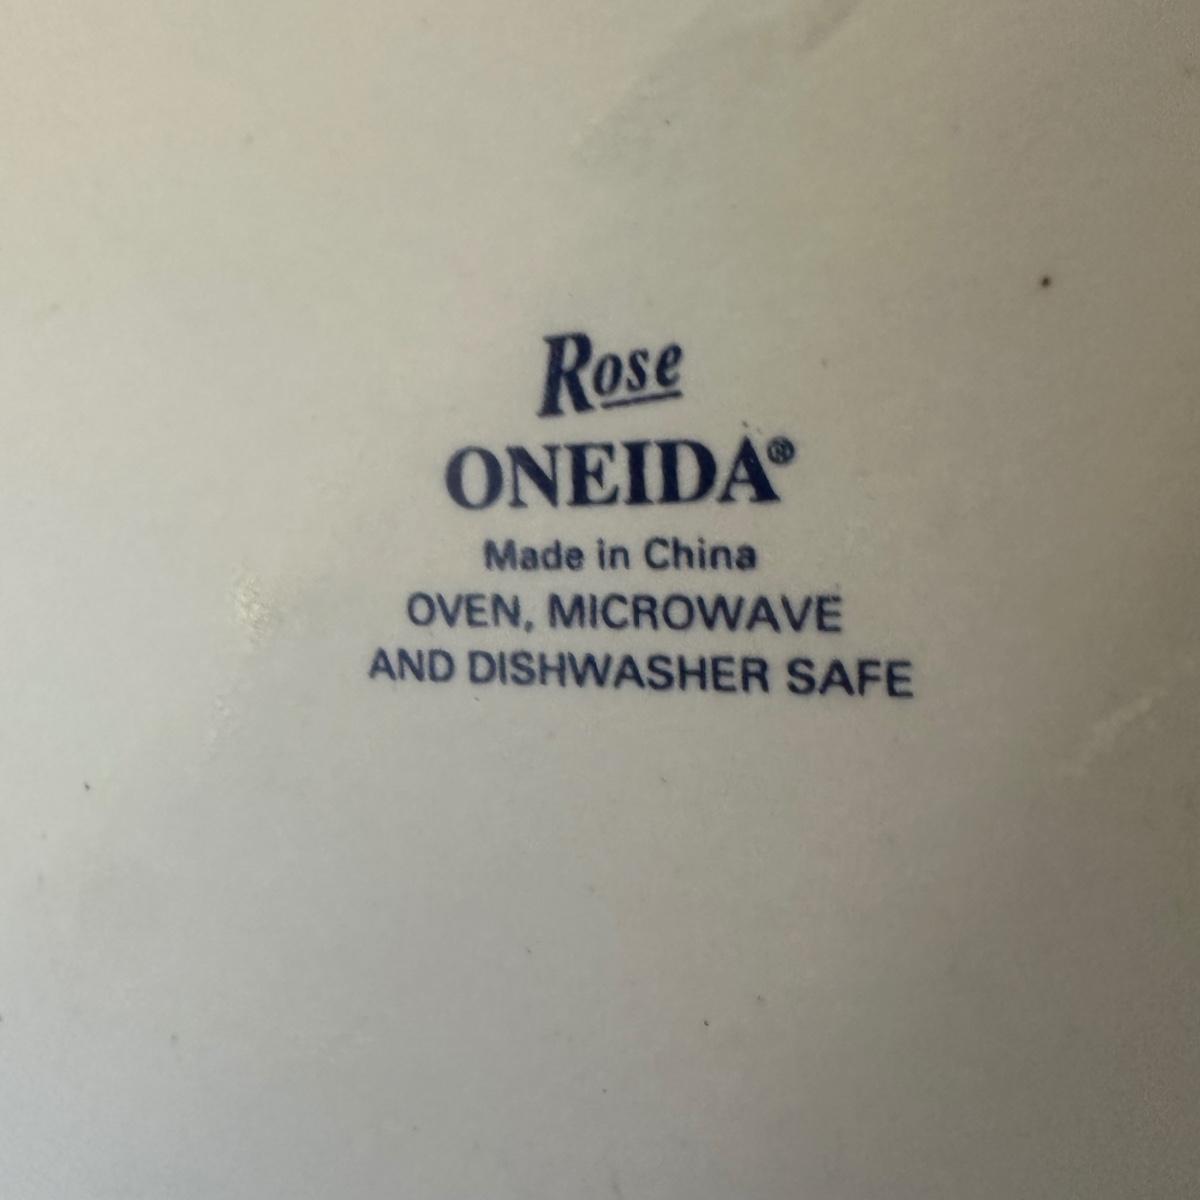 Rose
ONEIDA®
Made in China
OVEN, MICROWAVE
AND DISHWASHER SAFE